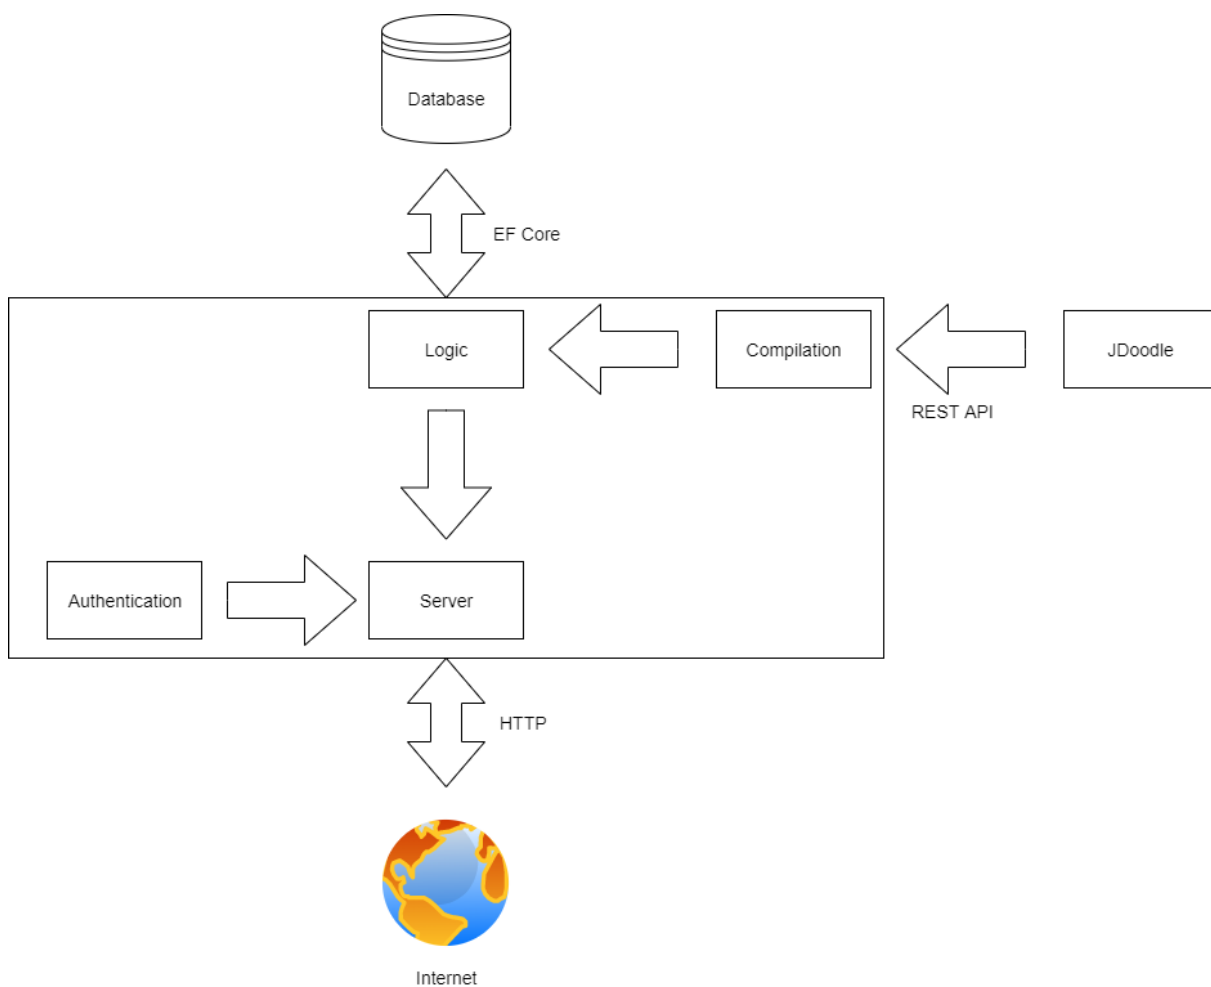 Database
EF Core
Logic
Compilation
JDoodle
REST API
Authentication
Server
HTTP
Internet